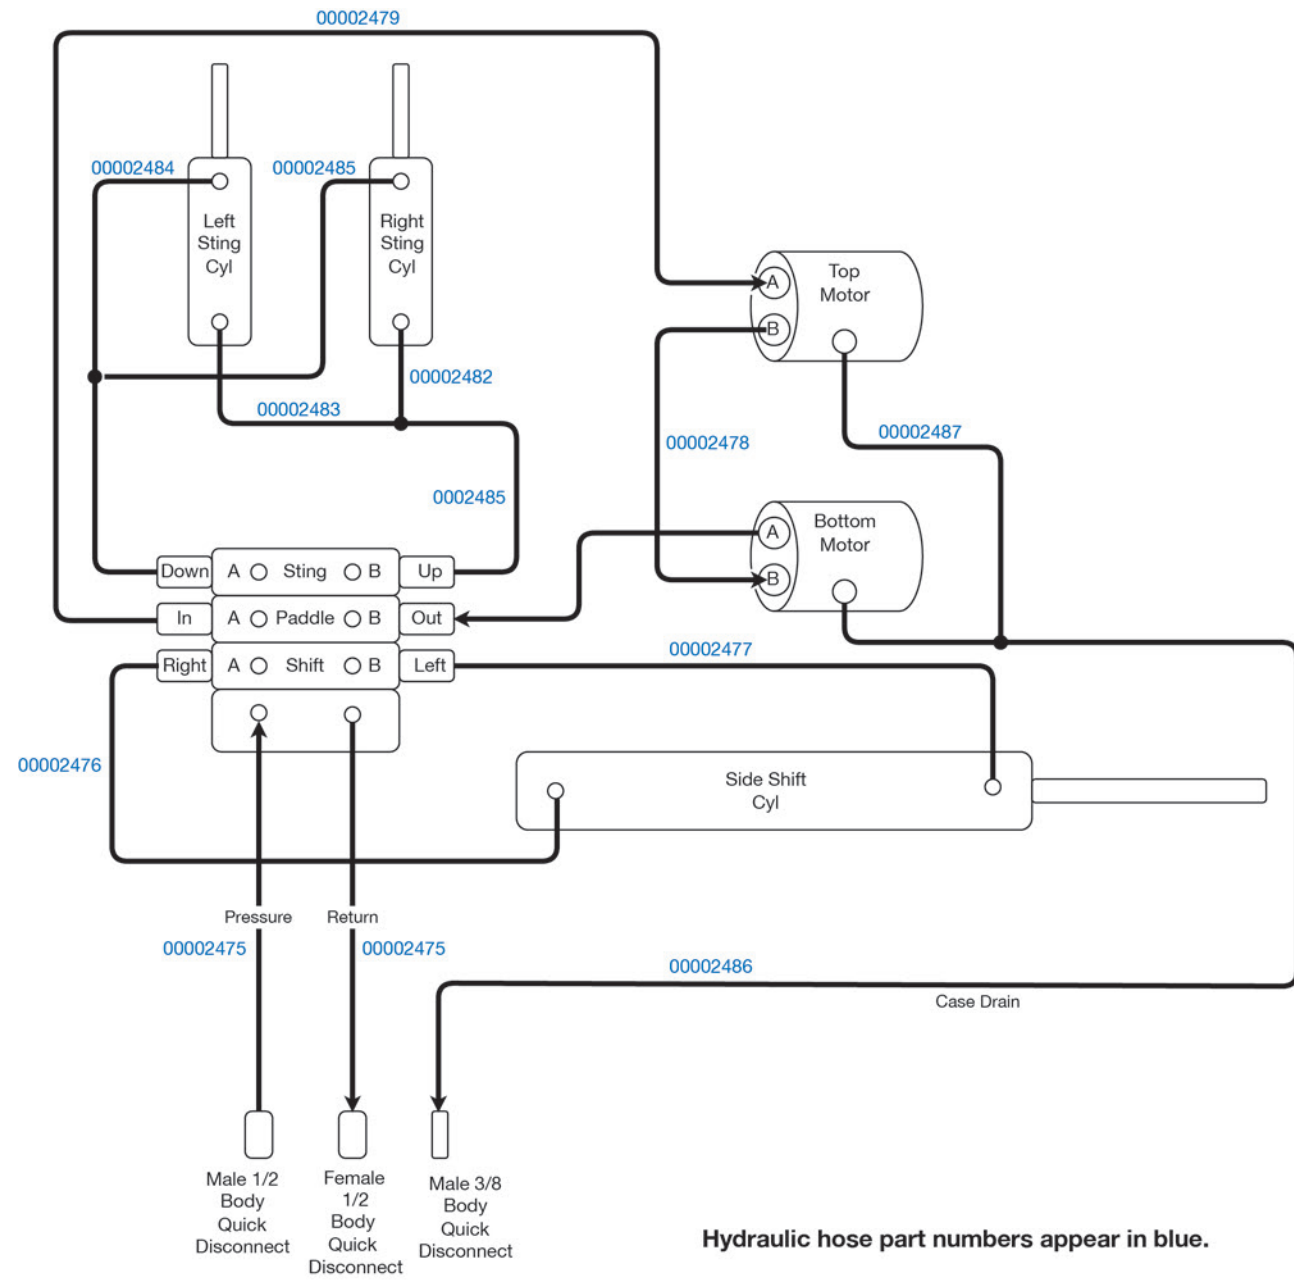 00002479
00002484
00002485
Left
Sting
Cyl
Right
Sting
Cyl
A
Top
Motor
B
00002482
00002483
00002478
00002487
0002485
A
Bottom
Motor
B
Down A Sting B Up
In A Paddle B Out
Right A Shift B Left
00002477
00002476
Side Shift
Cyl
Pressure
Return
00002475
00002475
00002486
Case Drain
Male 1/2
Body
Quick
Disconnect
Female
1/2
Body
Quick
Disconnect
Male 3/8
Body
Quick
Disconnect
Hydraulic hose part numbers appear in blue.